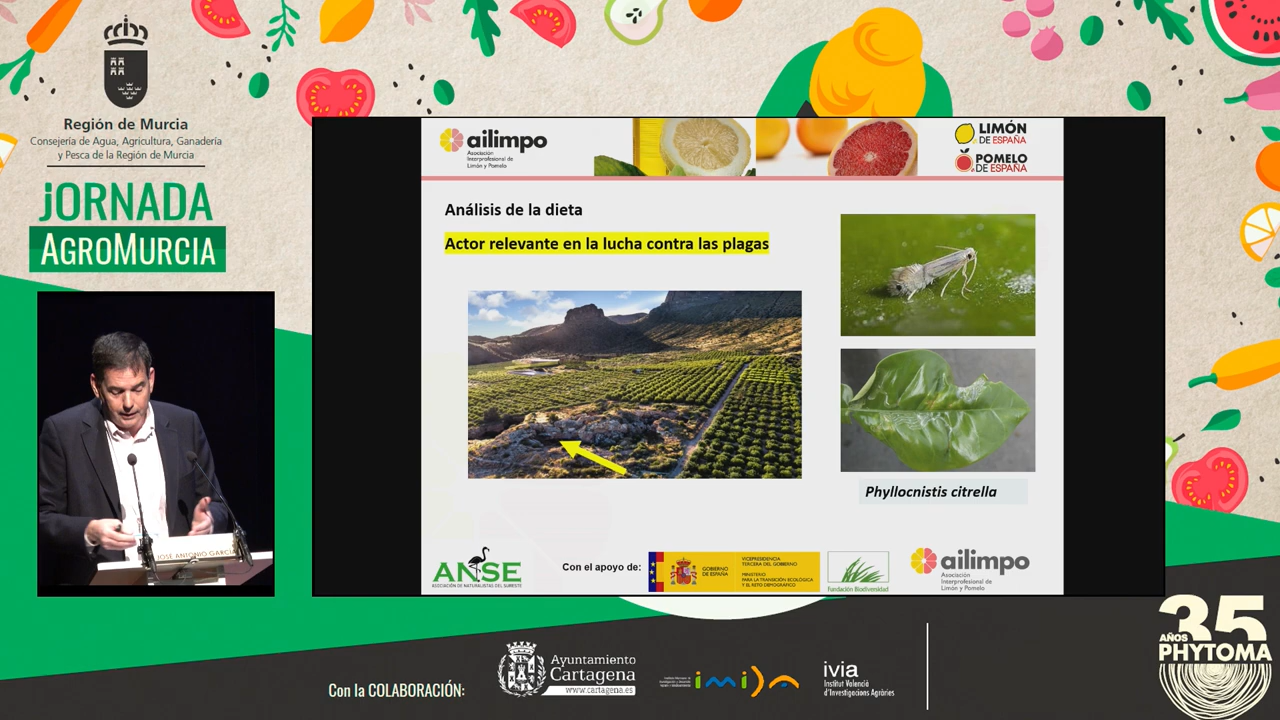 Región de Murcia
Consejería de Agua, Agricultura, Ganadería
y Pesca de la Región de Murcia
jORNADA
AGROMURCIA
JOSÉ ANTONIO GARCÍA
ailimpo
Asociación
Interprofesional de
Limón y Pomelo
LIMÓN
DE ESPAÑA
POMELO
DE ESPAÑA
Análisis de la dieta
Actor relevante en la lucha contra las plagas
Phyllocnistis citrella
ANSE
ASOCIACIÓN DE NATURALISTAS DEL SURESTE
Con el apoyo de:
GOBIERNO
DE ESPAÑA
VICEPRESIDENCIA
TERCERA DEL GOBIERNO
MINISTERIO
PARA LA TRANSICIÓN ECOLÓGICA
Y EL RETO DEMOGRÁFICO
Fundación Biodiversidad
ailimpo
Asociación
Interprofesional de
Limón y Pomelo
Con la COLABORACIÓN:
Ayuntamiento
Cartagena
www.cartagena.es
imida
ivia
Institut Valencià
d'Investigacions Agràries
35
AÑOS
PHYTOMA